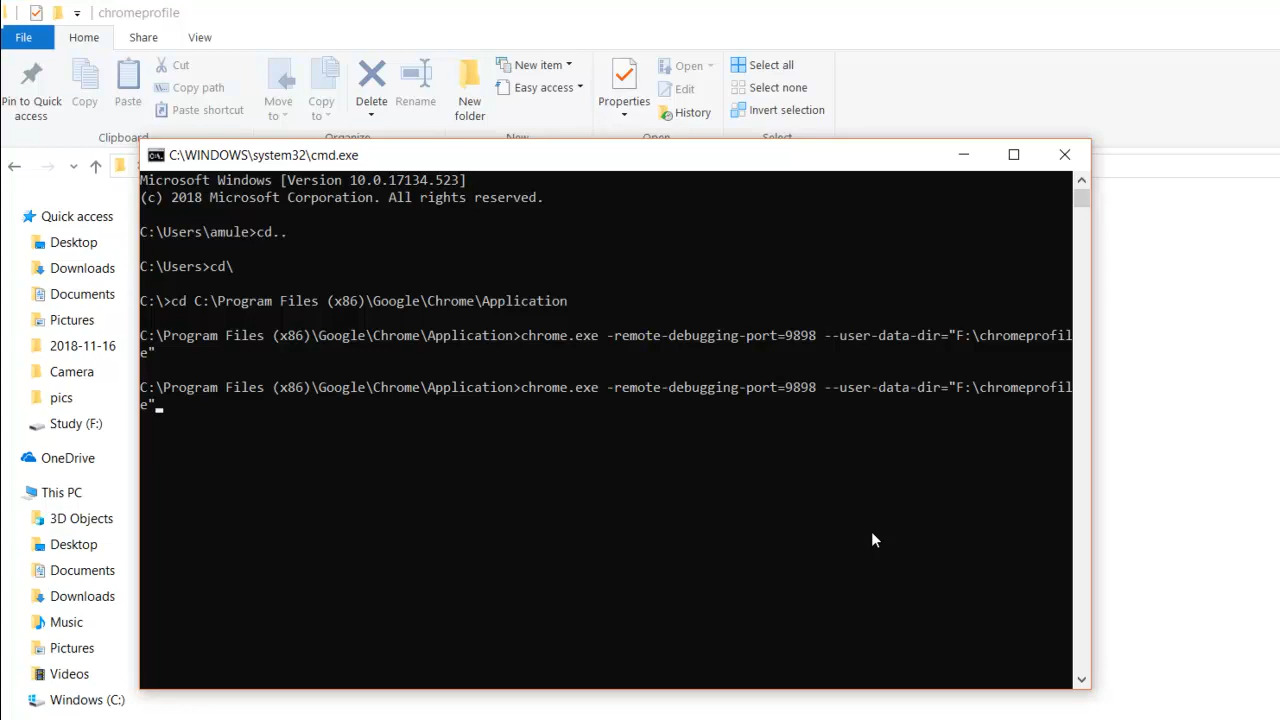 chromeprofile
File Home Share View
Pin to Quick access
Copy
Paste
Cut
Copy path
Paste shortcut
Move to
Copy to
Delete
Rename
New folder
New item
Easy access
Properties
Open
Edit
History
Select all
Select none
Invert selection
Clipboard
Organize
New
Open
Select
C:\WINDOWS\system32\cmd.exe
Microsoft Windows [Version 10.0.17134.523]
(c) 2018 Microsoft Corporation. All rights reserved.
C:\Users\amule>cd..
C:\Users>cd\
C:\>cd C:\Program Files (x86)\Google\Chrome\Application
C:\Program Files (x86)\Google\Chrome\Application>chrome.exe -remote-debugging-port=9898 --user-data-dir="F:\chromeprofil
e"
C:\Program Files (x86)\Google\Chrome\Application>chrome.exe -remote-debugging-port=9898 --user-data-dir="F:\chromeprofil
e"
Quick access
Desktop
Downloads
Documents
Pictures
2018-11-16
Camera
pics
Study (F:)
OneDrive
This PC
3D Objects
Desktop
Documents
Downloads
Music
Pictures
Videos
Windows (C:)